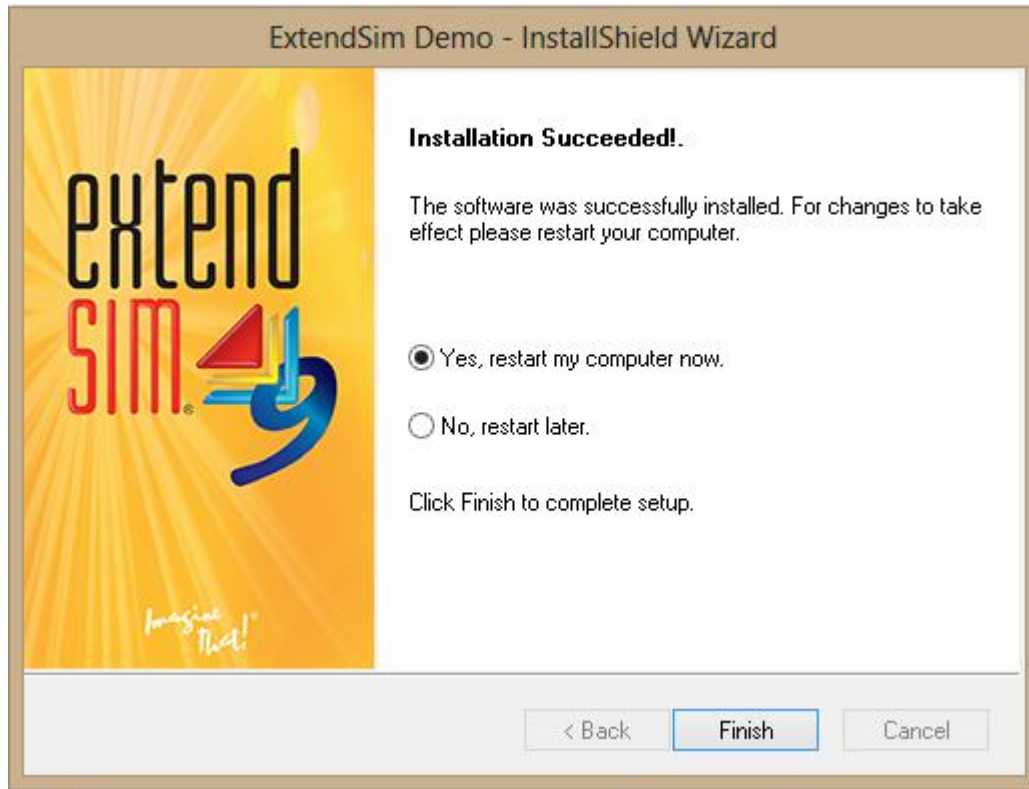 ExtendSim Demo - InstallShield Wizard
extend
SIM® 9
Imagine
That!®
Installation Succeeded!.
The software was successfully installed. For changes to take
effect please restart your computer.
Yes, restart my computer now.
No, restart later.
Click Finish to complete setup.
< Back
Finish
Cancel